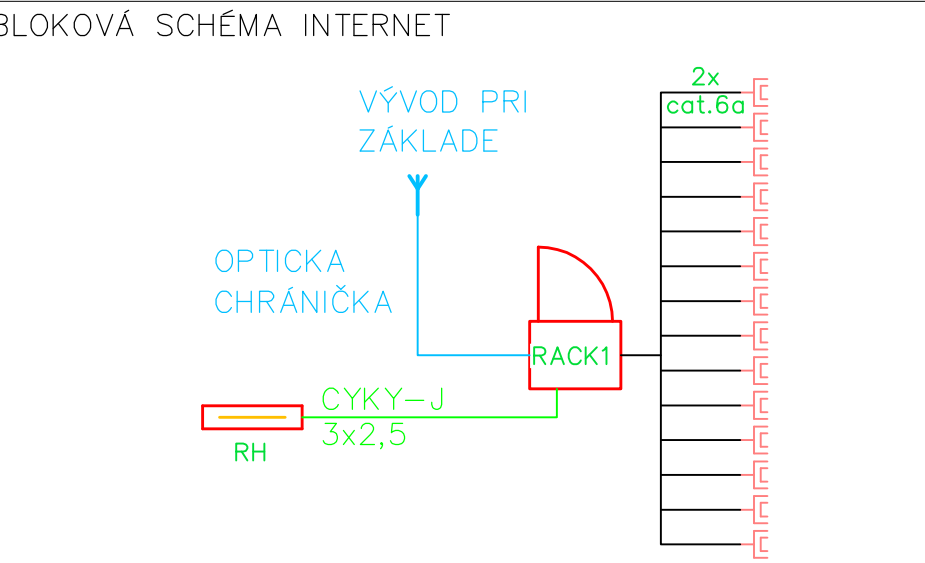 BLOKOVÁ SCHÉMA INTERNET
2x
cat.6a
VÝVOD PRI
ZÁKLADE
OPTICKA
CHRÁNIČKA
RACK1
CYKY-J
3x2,5
RH